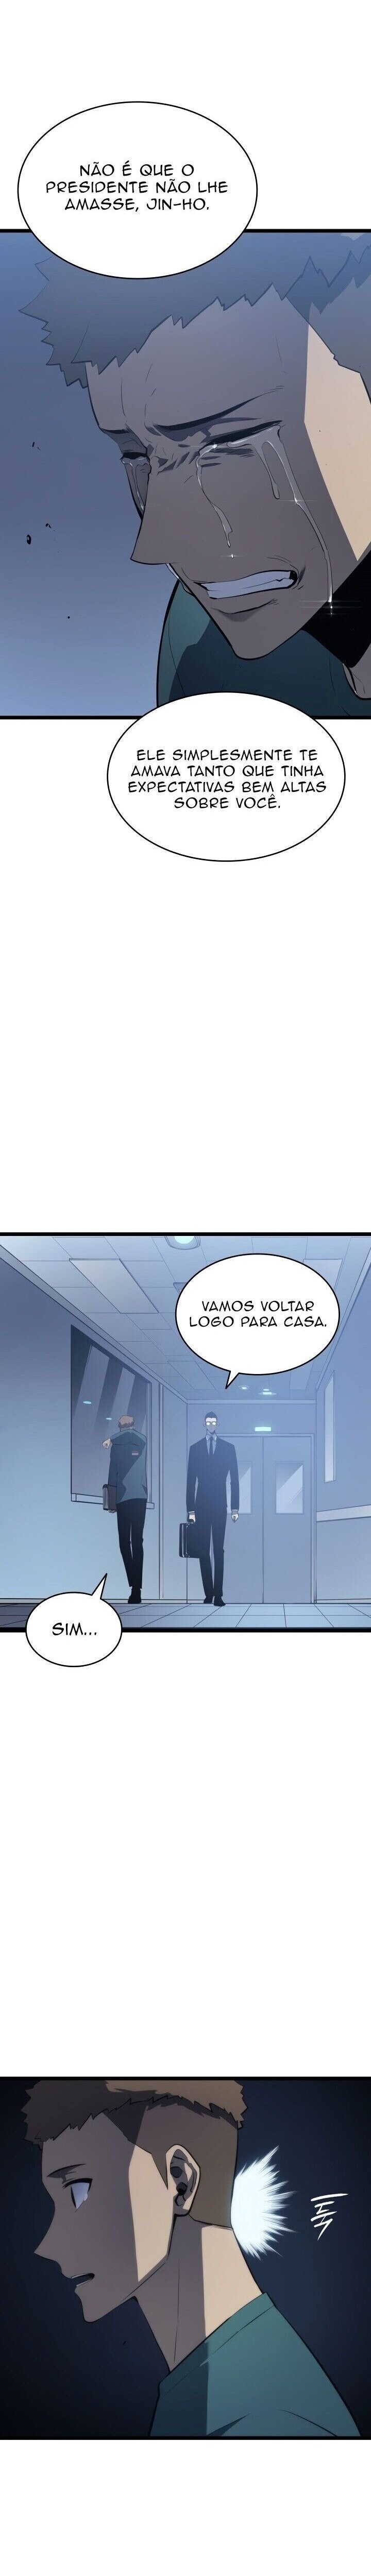 NÃO É QUE O
PRESIDENTE NÃO LHE
AMASSE, JIN-HO.
ELE SIMPLESMENTE TE
AMAVA TANTO QUE TINHA
EXPECTATIVAS BEM ALTAS
SOBRE VOCÊ.
VAMOS VOLTAR
LOGO PARA CASA.
SIM...
툭